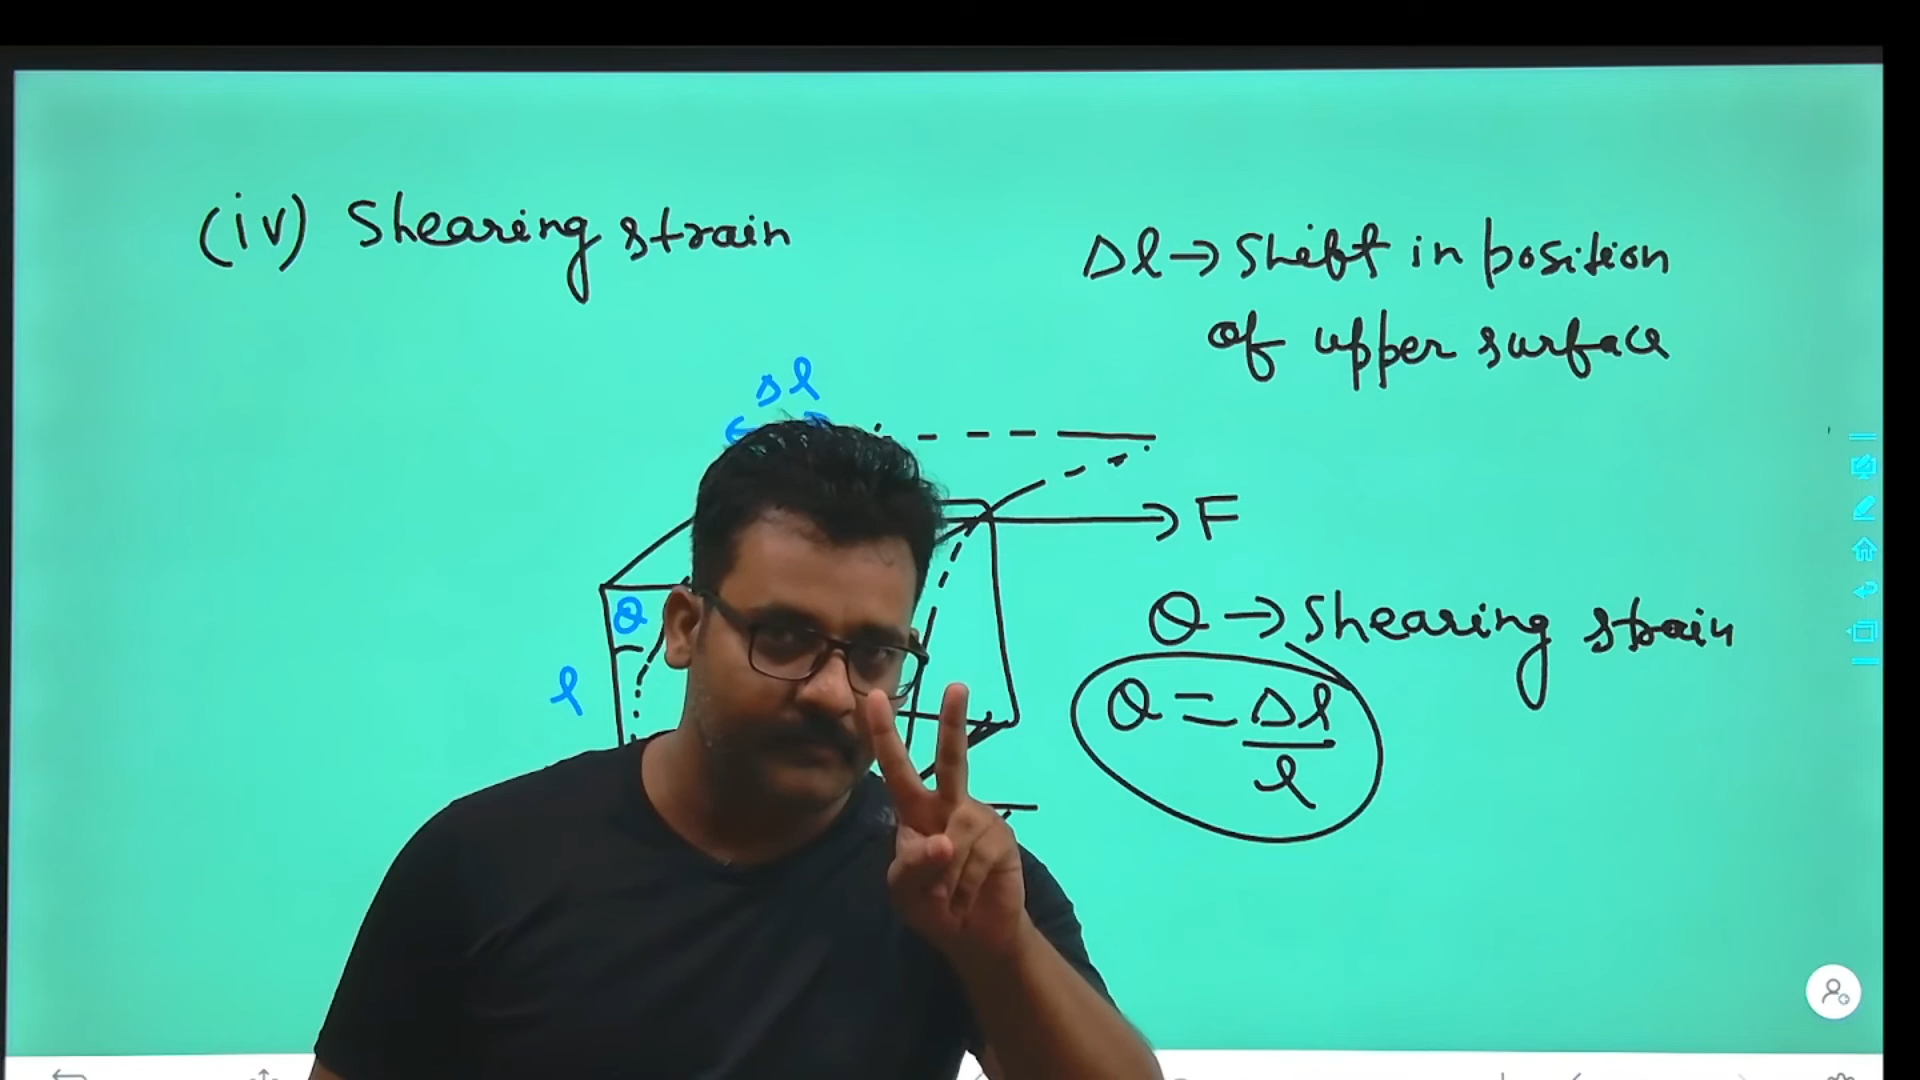 (iv) Shearing strain
Δl → Shift in position
of upper surface
Δl
F
θ
l
θ → Shearing strain
θ = Δl/l